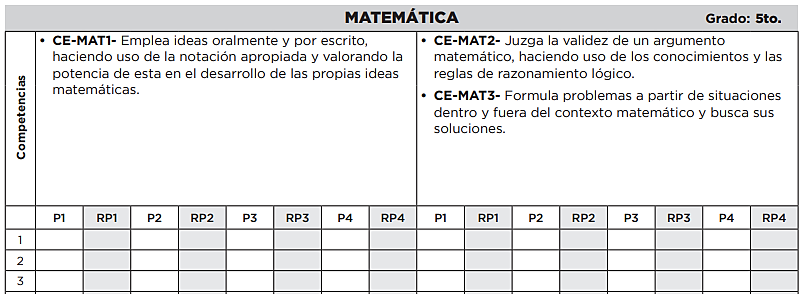 MATEMÁTICA
Grado: 5to.
Competencias
• CE-MAT1- Emplea ideas oralmente y por escrito,
haciendo uso de la notación apropiada y valorando la
potencia de esta en el desarrollo de las propias ideas
matemáticas.
• CE-MAT2- Juzga la validez de un argumento
matemático, haciendo uso de los conocimientos y las
reglas de razonamiento lógico.
• CE-MAT3- Formula problemas a partir de situaciones
dentro y fuera del contexto matemático y busca sus
soluciones.
P1 RP1 P2 RP2 P3 RP3 P4 RP4 P1 RP1 P2 RP2 P3 RP3 P4 RP4
1
2
3